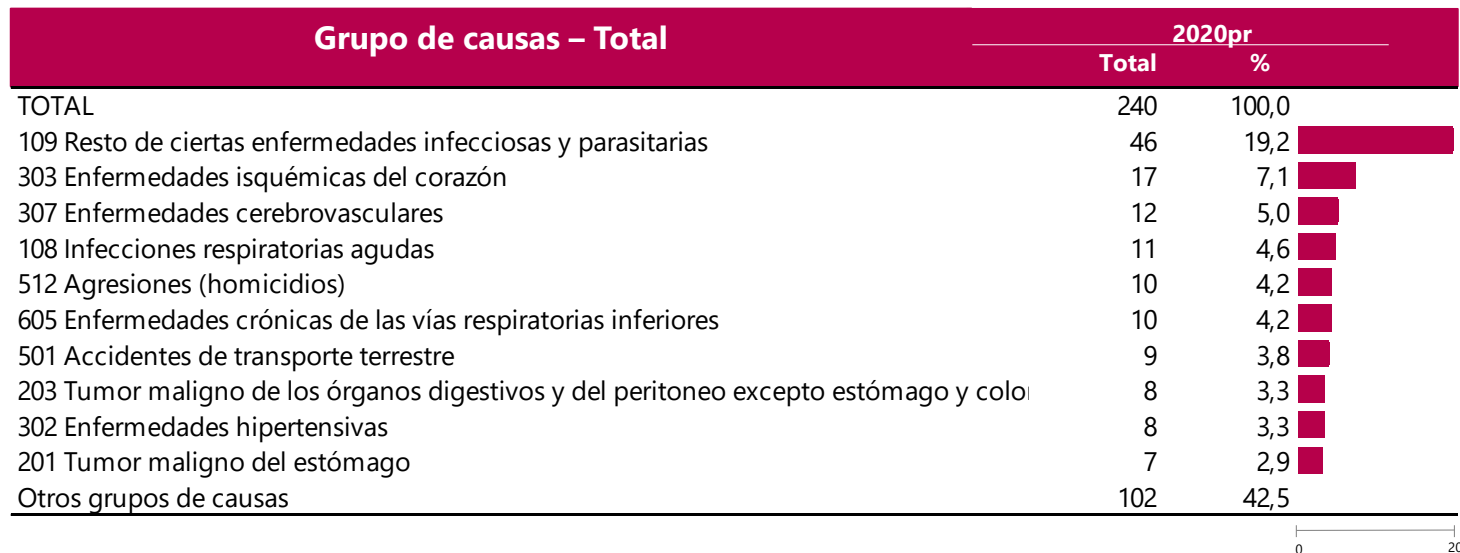 Grupo de causas – Total 2020pr
Total %
TOTAL 240 100,0
109 Resto de ciertas enfermedades infecciosas y parasitarias 46 19,2
303 Enfermedades isquémicas del corazón 17 7,1
307 Enfermedades cerebrovasculares 12 5,0
108 Infecciones respiratorias agudas 11 4,6
512 Agresiones (homicidios) 10 4,2
605 Enfermedades crónicas de las vías respiratorias inferiores 10 4,2
501 Accidentes de transporte terrestre 9 3,8
203 Tumor maligno de los órganos digestivos y del peritoneo excepto estómago y colo 8 3,3
302 Enfermedades hipertensivas 8 3,3
201 Tumor maligno del estómago 7 2,9
Otros grupos de causas 102 42,5
0 20